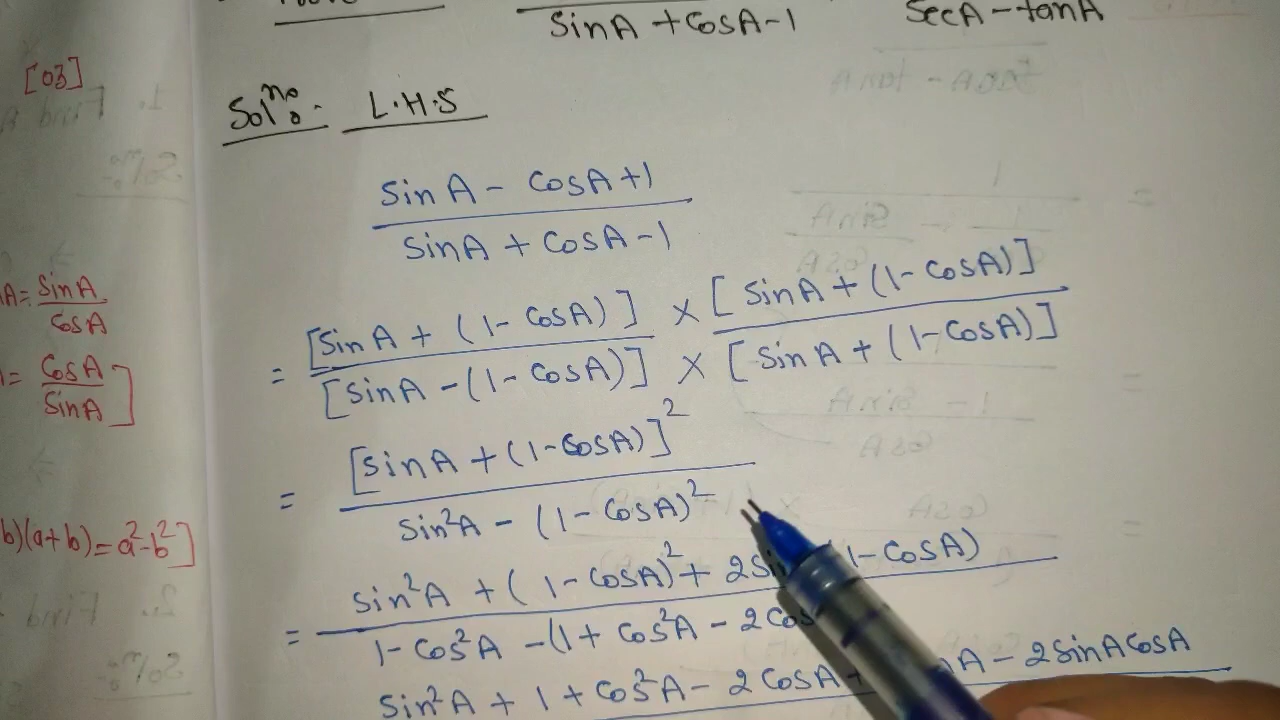 SinA + CosA - 1 SecA - tanA
[03]
Solno:- L.H.S
SinA - CosA + 1
SinA + CosA - 1
A = SinA
CosA
= CosA
SinA ]
= [SinA + (1 - CosA)] × [SinA + (1 - CosA)]
[SinA - (1 - CosA)] × [SinA + (1 - CosA)]
= [SinA + (1 - CosA)]²
Sin²A - (1 - CosA)²
b)(a+b) = a²-b² ]
= Sin²A + (1 - CosA)² + 2Si (1 - CosA)
1 - Cos²A - (1 + Cos²A - 2Cos
Sin²A + 1 + Cos²A - 2CosA + nA - 2SinACosA